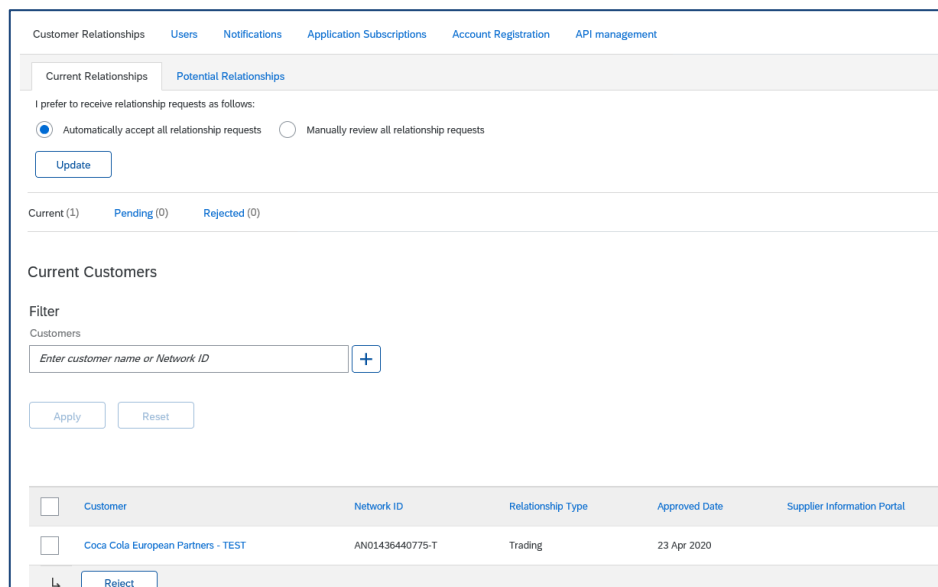 Customer Relationships Users Notifications Application Subscriptions Account Registration API management
Current Relationships Potential Relationships
I prefer to receive relationship requests as follows:
Automatically accept all relationship requests Manually review all relationship requests
Update
Current (1) Pending (0) Rejected (0)
Current Customers
Filter
Customers
Enter customer name or Network ID
Apply Reset
Customer Network ID Relationship Type Approved Date Supplier Information Portal
Coca Cola European Partners - TEST AN01436440775-T Trading 23 Apr 2020
Reject